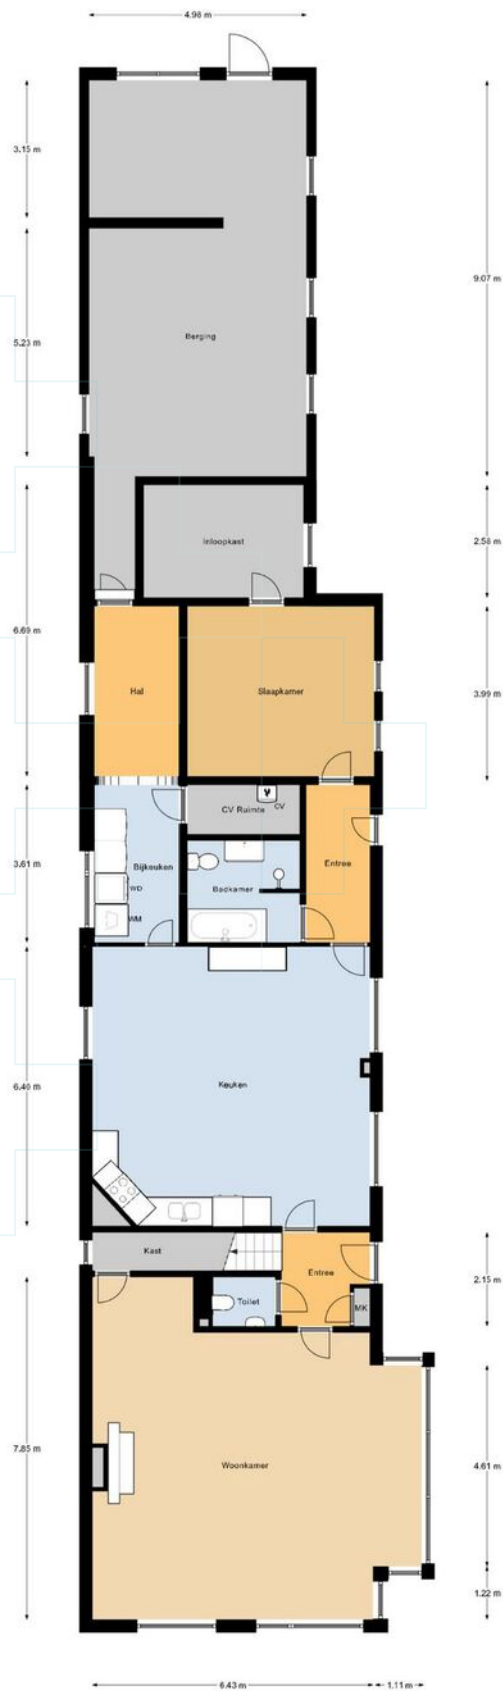 4.96 m
3.15 m
9.07 m
5.23 m
Berging
Inloopkast
2.58 m
6.69 m
Hal
Slaapkamer
3.99 m
CV Ruimte
CV
3.61 m
Bijkeuken
Entree
WD
Badkamer
WM
6.40 m
Keuken
Kast
Entree
2.15 m
Toilet
MK
7.85 m
Woonkamer
4.61 m
1.22 m
6.43 m
1.11 m